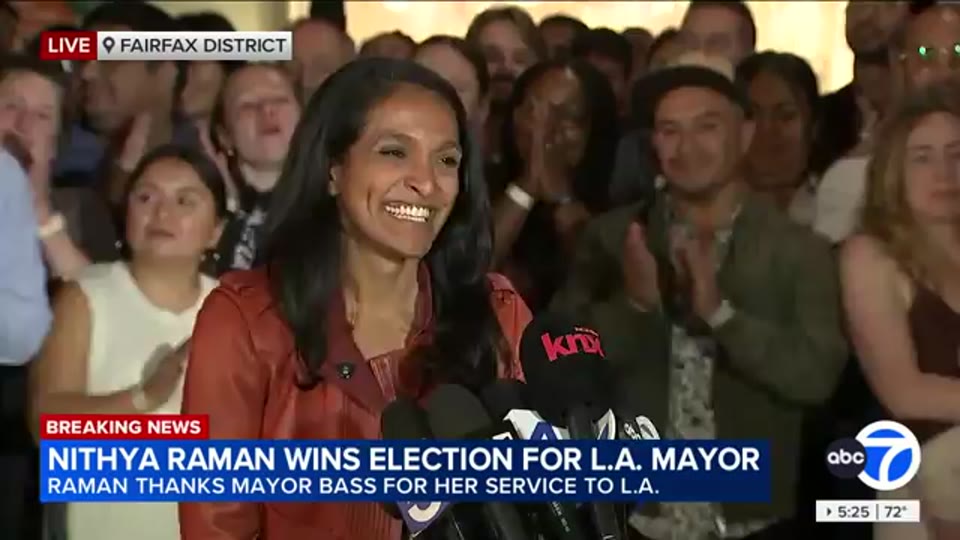 LIVE FAIRFAX DISTRICT
knx
BREAKING NEWS
NITHYA RAMAN WINS ELECTION FOR L.A. MAYOR
RAMAN THANKS MAYOR BASS FOR HER SERVICE TO L.A.
abc 7
5:25 72°